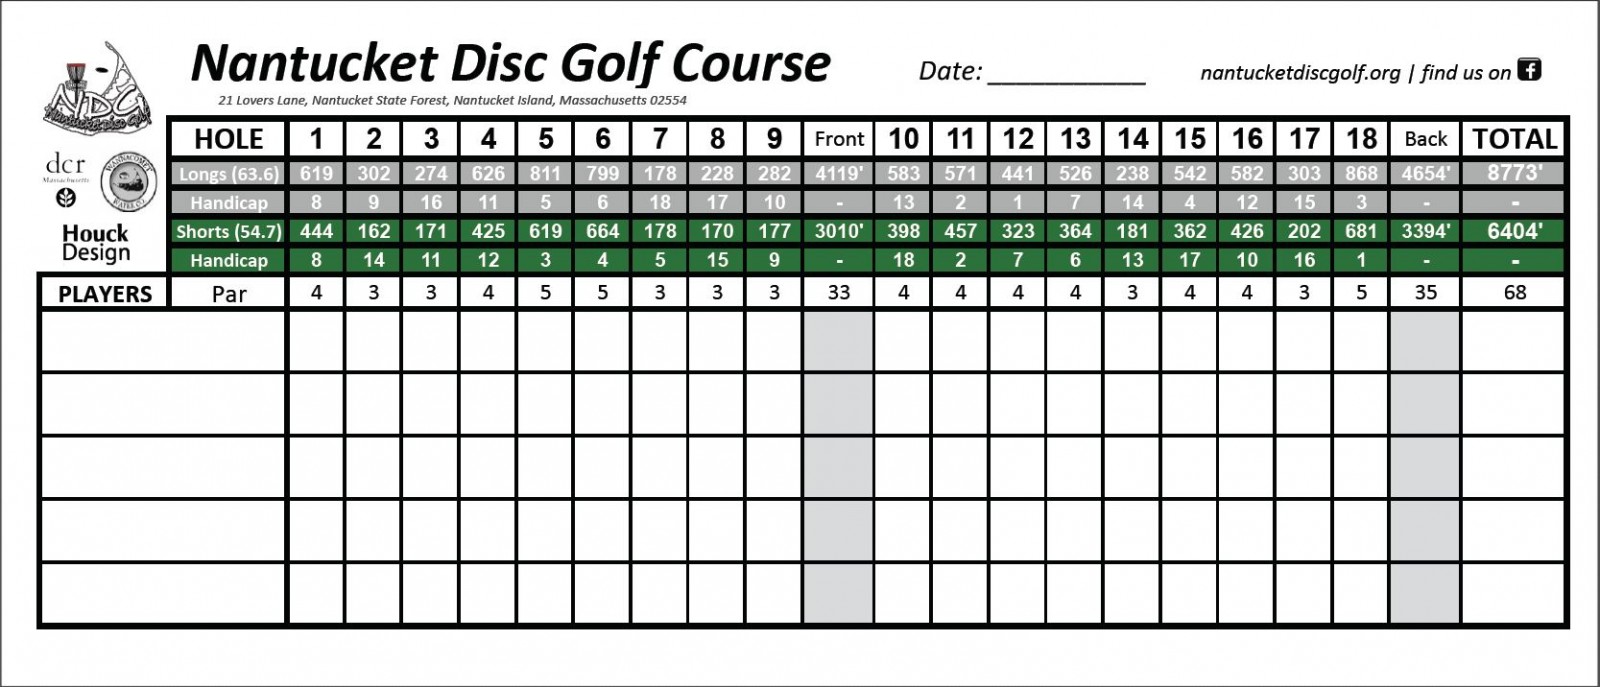 Nantucket Disc Golf Course
Date: ____________
nantucketdiscgolf.org | find us on f
21 Lovers Lane, Nantucket State Forest, Nantucket Island, Massachusetts 02554
NDG
Nantucket Disc Golf
dcr
Massachusetts
WANNACOMET
WATER CO.
Houck
Design
HOLE 1 2 3 4 5 6 7 8 9 Front 10 11 12 13 14 15 16 17 18 Back TOTAL
Longs (63.6) 619 302 274 626 811 799 178 228 282 4119' 583 571 441 526 238 542 582 303 868 4654' 8773'
Handicap 8 9 16 11 5 6 18 17 10 - 13 2 1 7 14 4 12 15 3 - -
Shorts (54.7) 444 162 171 425 619 664 178 170 177 3010' 398 457 323 364 181 362 426 202 681 3394' 6404'
Handicap 8 14 11 12 3 4 5 15 9 - 18 2 7 6 13 17 10 16 1 - -
PLAYERS Par 4 3 3 4 5 5 3 3 3 33 4 4 4 4 3 4 4 3 5 35 68